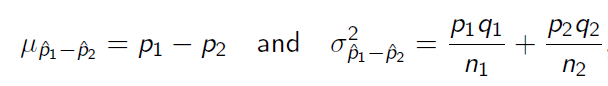 μ_{p̂₁−p̂₂} = p₁ − p₂ and σ²_{p̂₁−p̂₂} = p₁q₁/n₁ + p₂q₂/n₂.